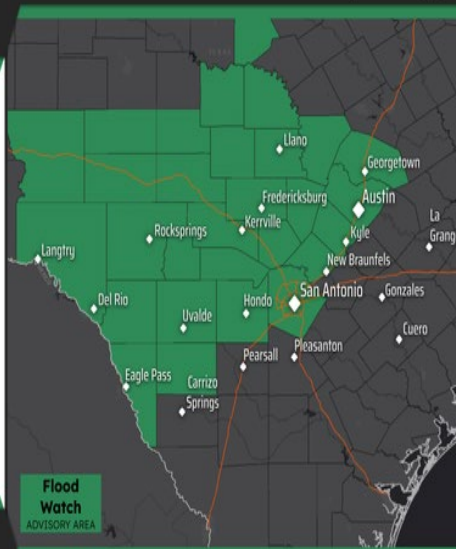 Llano
Georgetown
Fredericksburg
Austin
Kerrville
Rocksprings
Kyle
La
Grang
Langtry
New Braunfels
San Antonio
Gonzales
Del Rio
Hondo
Uvalde
Cuero
Pleasanton
Pearsall
Eagle Pass
Carrizo
Springs
Flood
Watch
ADVISORY AREA